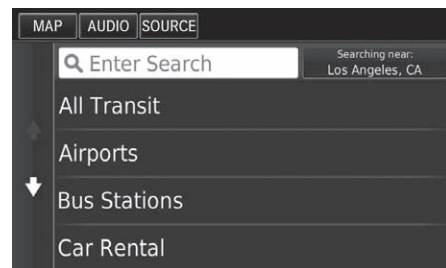 MAP AUDIO SOURCE
Enter Search
Searching near:
Los Angeles, CA
All Transit
Airports
Bus Stations
Car Rental